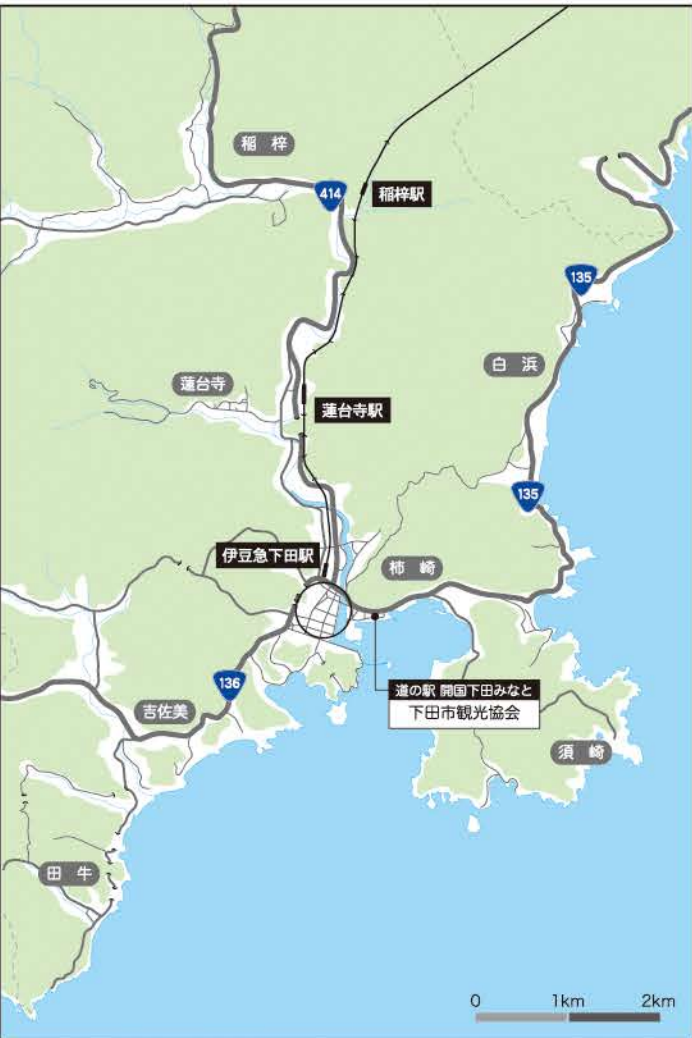 稲 梓
414
稲梓駅
135
白 浜
蓮台寺
蓮台寺駅
135
伊豆急下田駅
柿 崎
136
道の駅 開国下田みなと
下田市観光協会
吉佐美
須 崎
田 牛
0 1km 2km